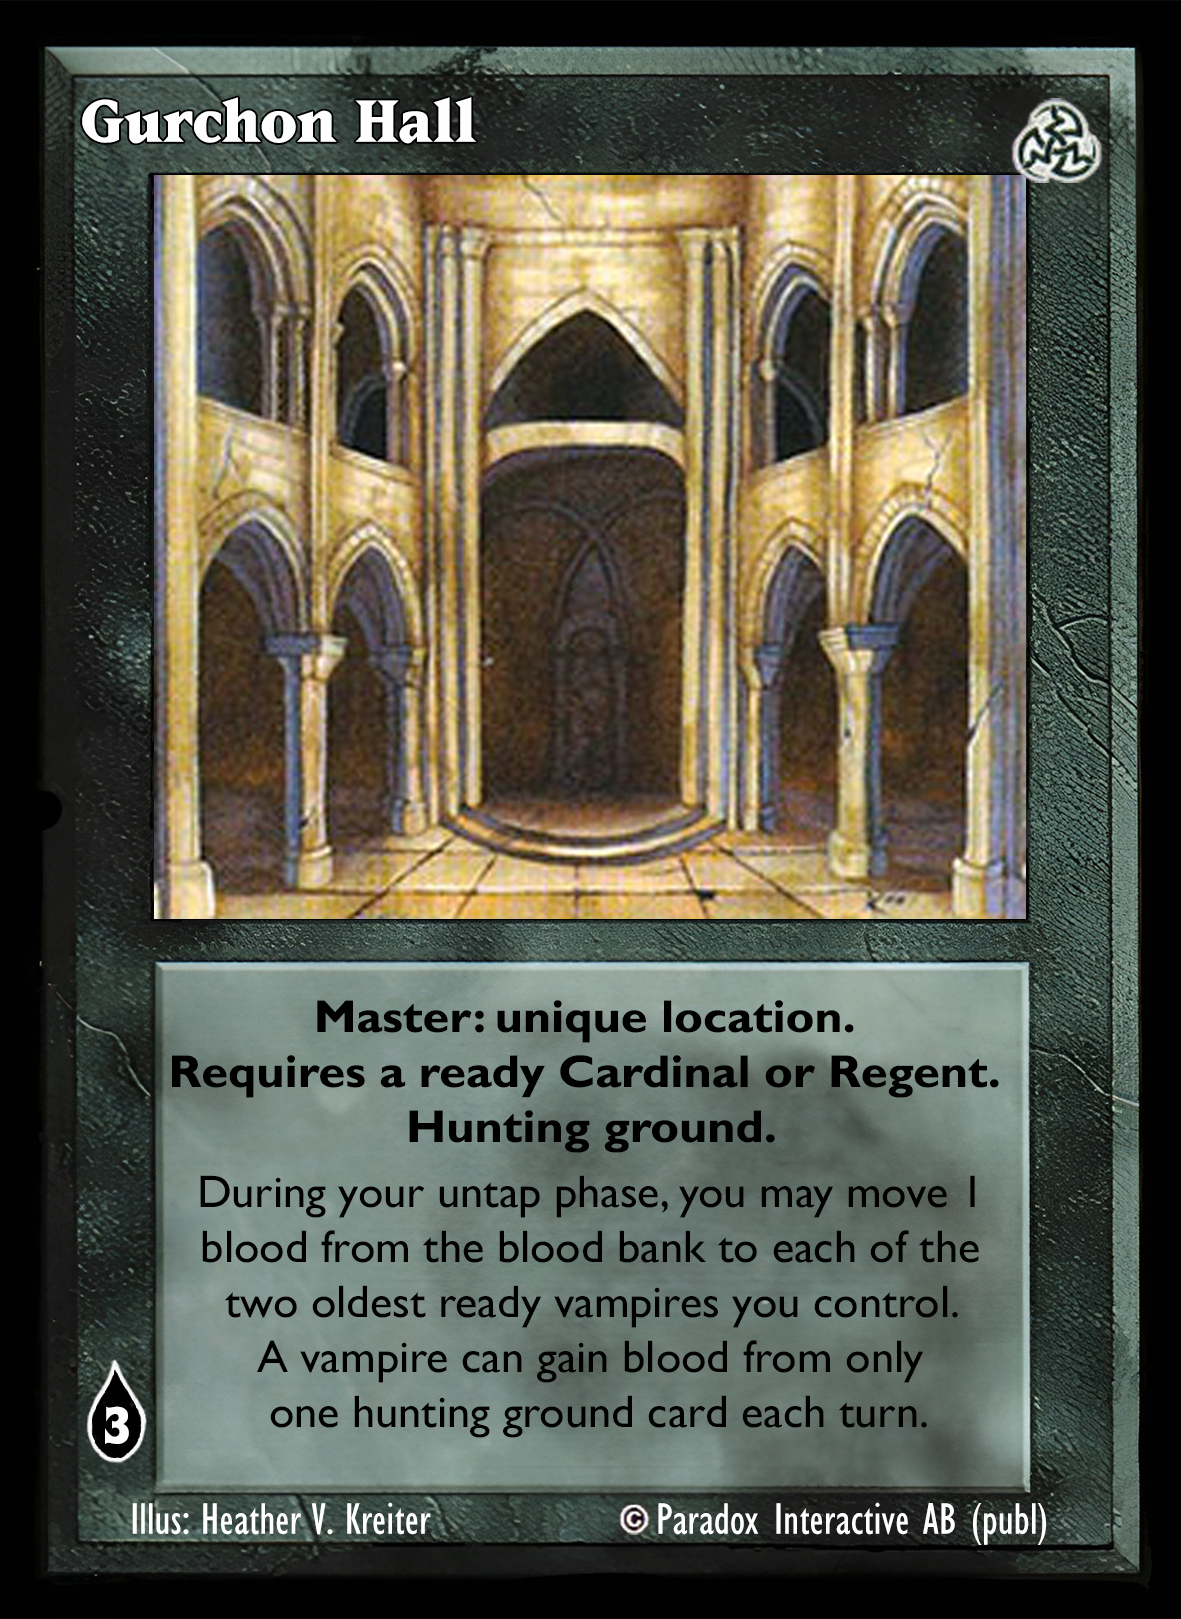 Gurchon Hall
Master: unique location.
Requires a ready Cardinal or Regent.
Hunting ground.
During your untap phase, you may move 1
blood from the blood bank to each of the
two oldest ready vampires you control.
A vampire can gain blood from only
one hunting ground card each turn.
3
Illus: Heather V. Kreiter
© Paradox Interactive AB (publ)